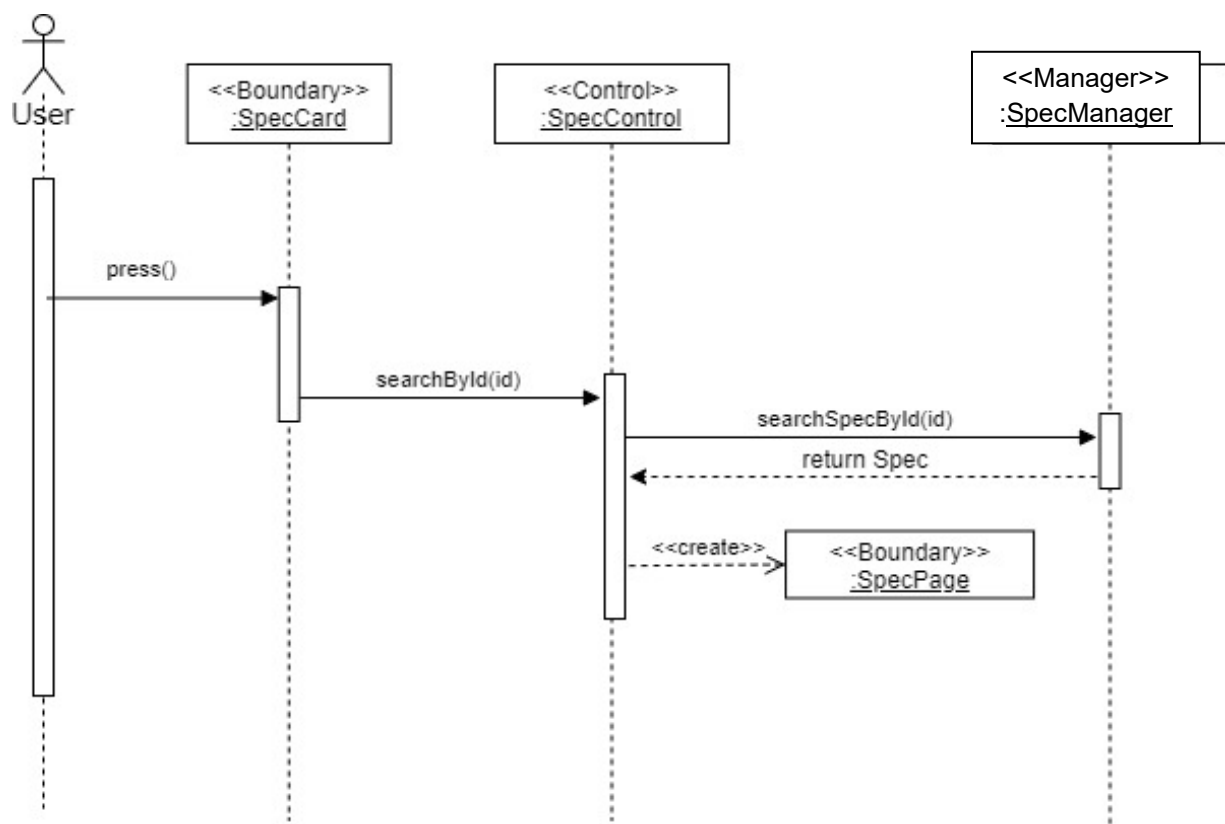 User
<<Boundary>>
:SpecCard
<<Control>>
:SpecControl
<<Manager>>
:SpecManager
press()
searchById(id)
searchSpecById(id)
return Spec
<<create>>
<<Boundary>>
:SpecPage